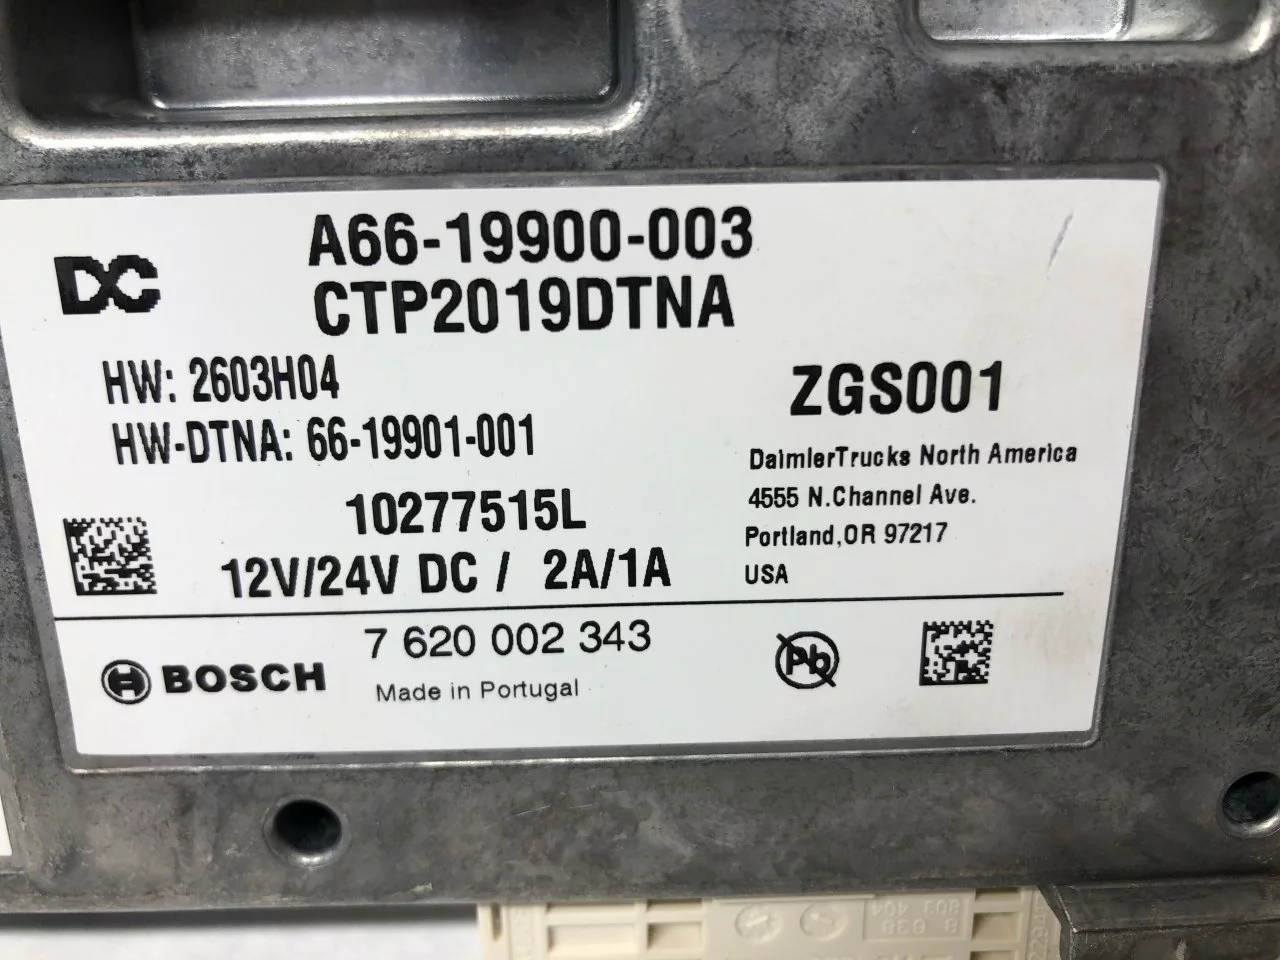 DC
A66-19900-003
CTP2019DTNA
HW: 2603H04
HW-DTNA: 66-19901-001
ZGS001
10277515L
12V/24V DC / 2A/1A
DaimlerTrucks North America
4555 N.Channel Ave.
Portland,OR 97217
USA
BOSCH
7 620 002 343
Made in Portugal
Pb